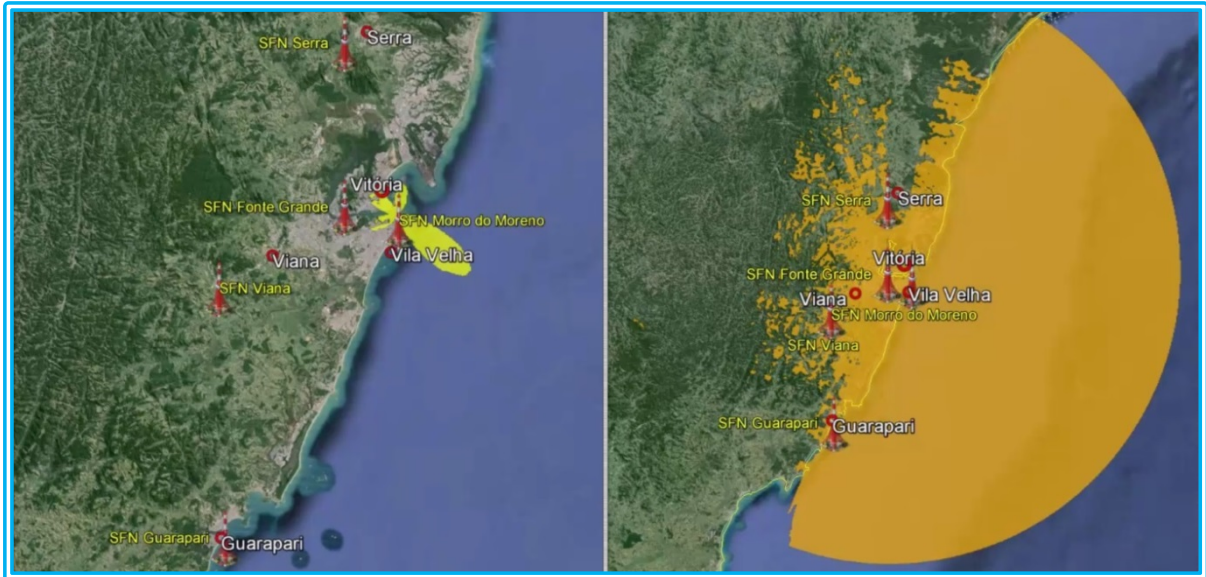 SFN Serra
Serra
Vitória
SFN Fonte Grande
SFN Morro do Moreno
Vila Velha
Viana
SFN Viana
SFN Guarapari
Guarapari
SFN Serra
Serra
Vitória
SFN Fonte Grande
Viana
Vila Velha
SFN Morro do Moreno
SFN Viana
SFN Guarapari
Guarapari